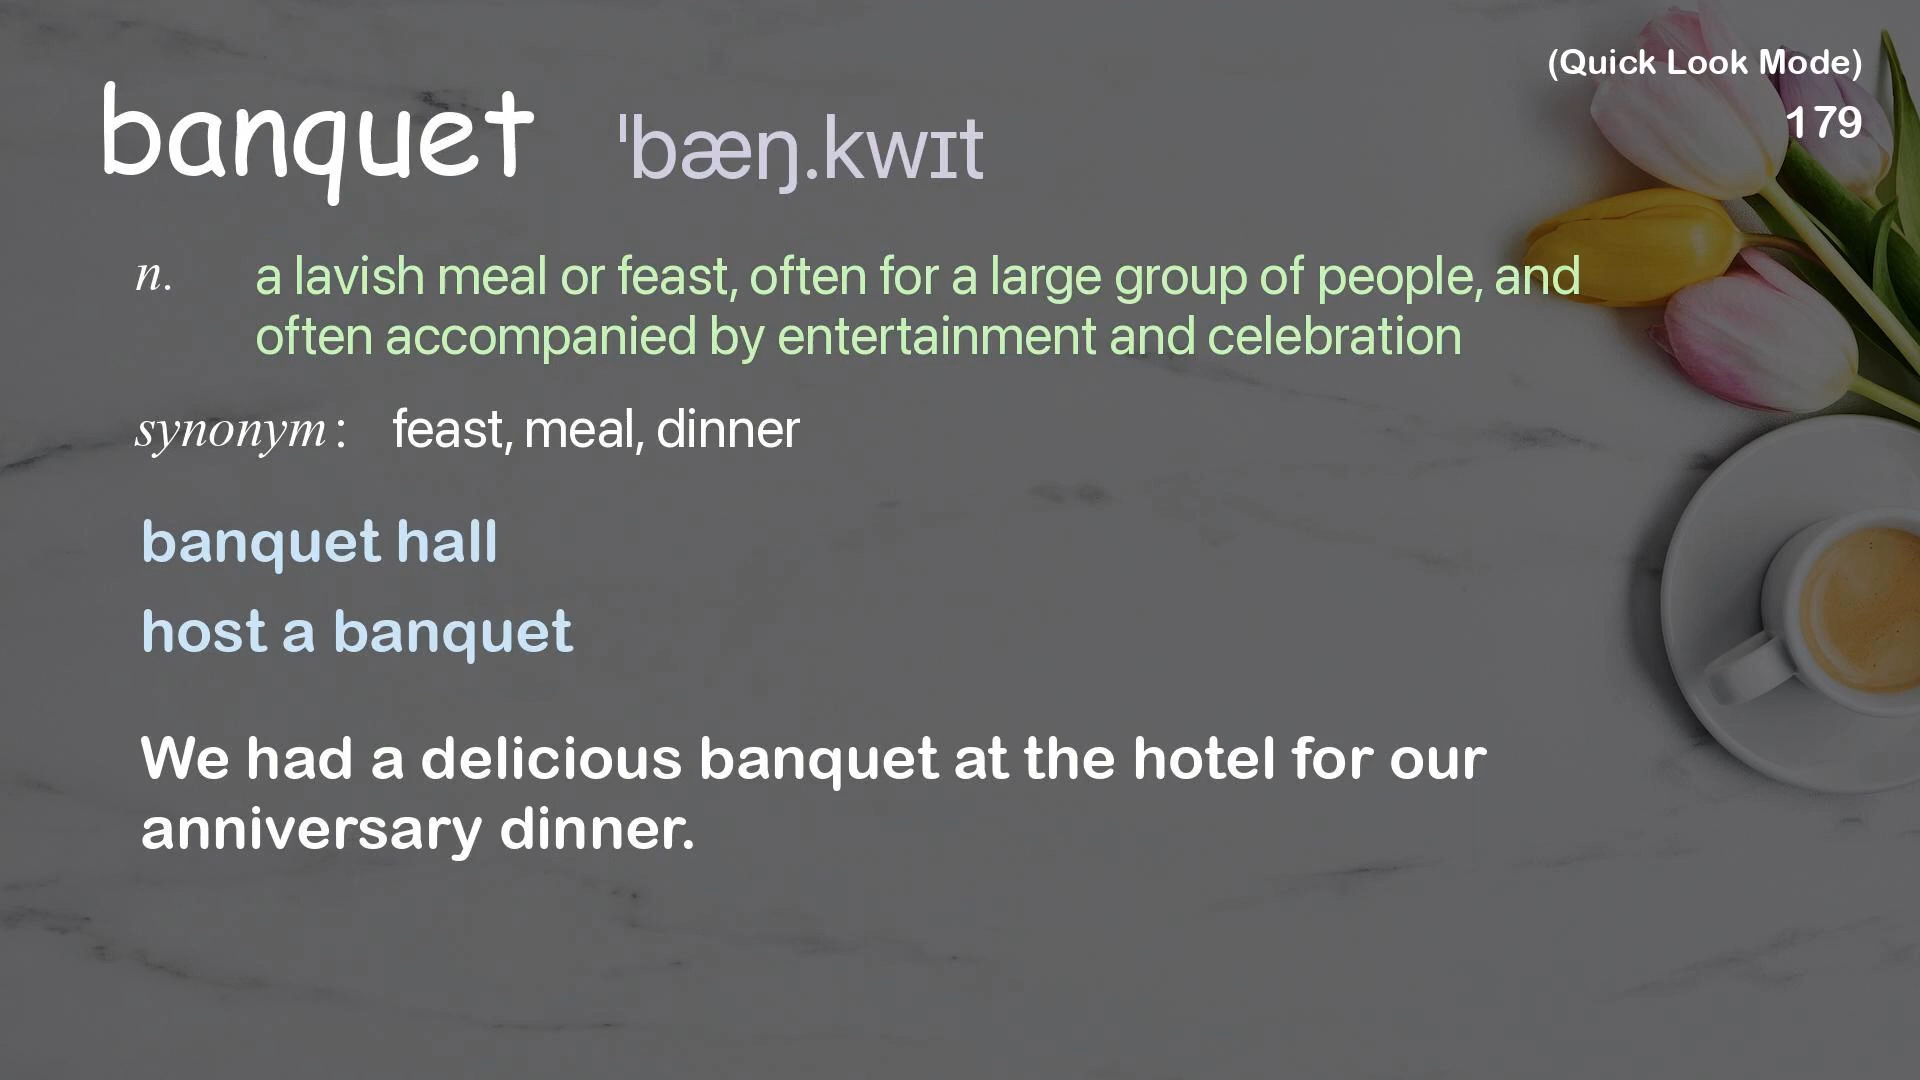 (Quick Look Mode)
179
banquet ˈbæŋ.kwɪt
n. a lavish meal or feast, often for a large group of people, and
often accompanied by entertainment and celebration
synonym : feast, meal, dinner
banquet hall
host a banquet
We had a delicious banquet at the hotel for our
anniversary dinner.